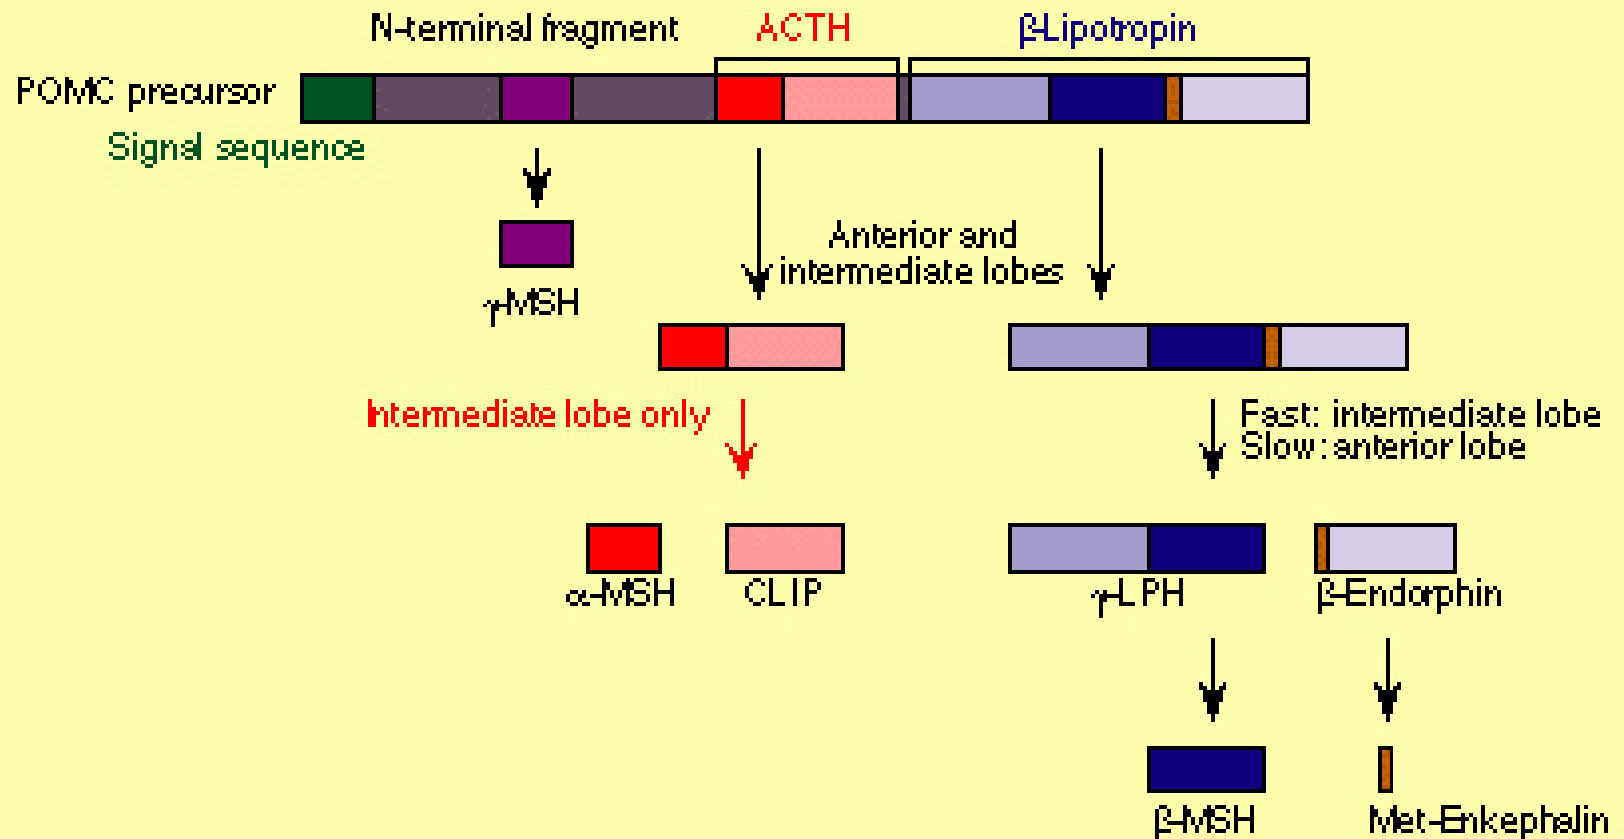 N-terminal fragment
ACTH
β-Lipotropin
POMC precursor
Signal sequence
Anterior and
intermediate lobes
γ-MSH
Intermediate lobe only
Fast: intermediate lobe
Slow: anterior lobe
α-MSH
CLIP
γ-LPH
β-Endorphin
β-MSH
Met-Enkephalin